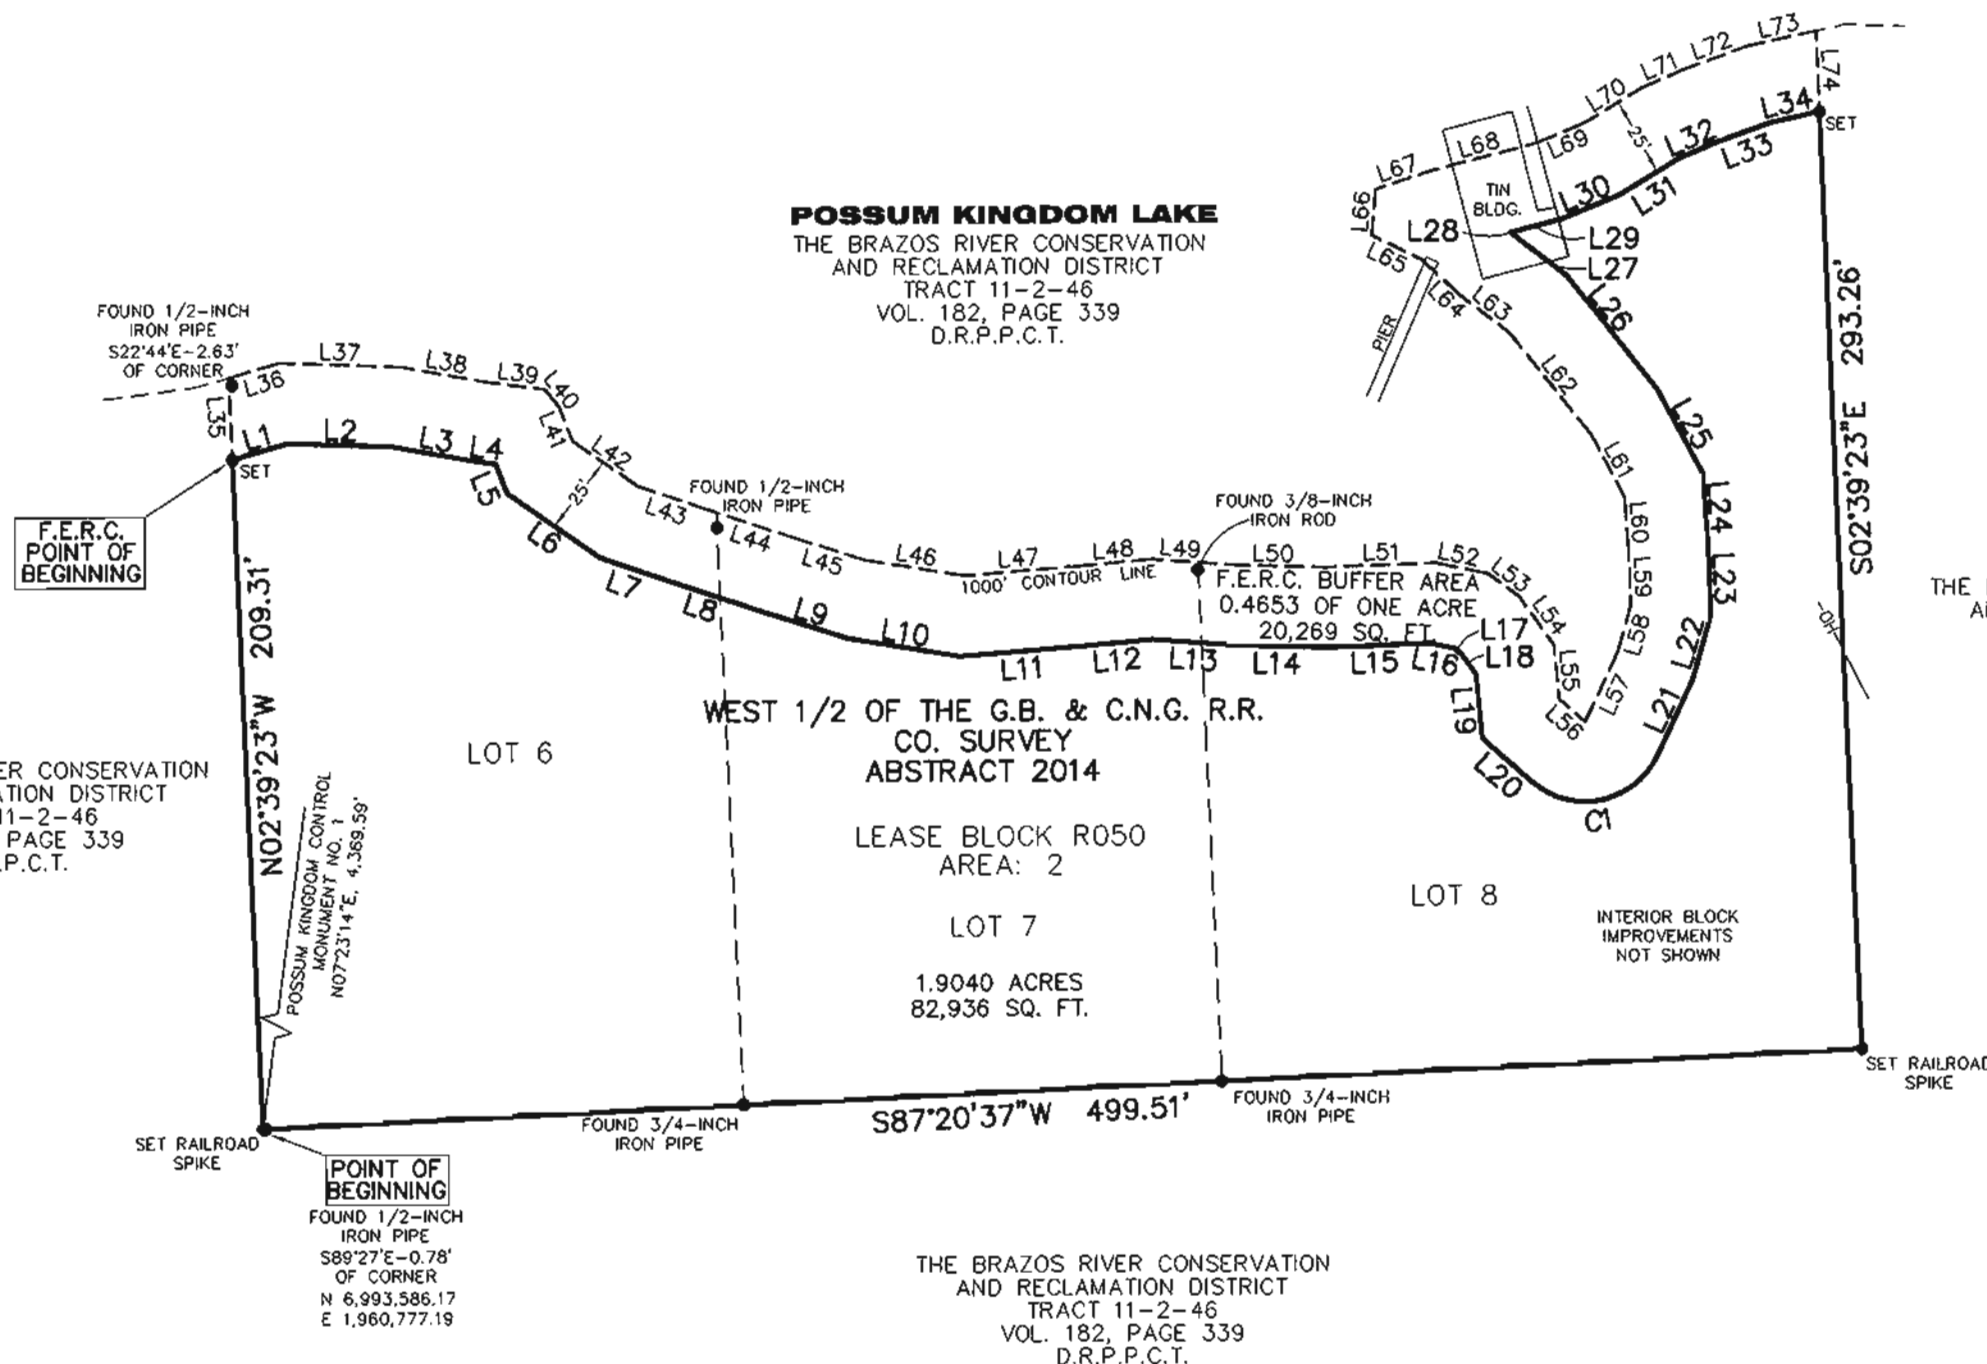 L73
L72
L71
L70
L74
L34
SET
L69
L68
L67
L66
L65
L64
L63
25'
L32
L33
L31
L30
TIN
BLDG.
L28
L29
L27
L26
PIER
POSSUM KINGDOM LAKE
THE BRAZOS RIVER CONSERVATION
AND RECLAMATION DISTRICT
TRACT 11-2-46
VOL. 182, PAGE 339
D.R.P.P.C.T.
FOUND 1/2-INCH
IRON PIPE
S22°44'E-2.63'
OF CORNER
L35
L36
L37
L38
L39
L40
L41
L42
L43
L44
L45
L46
L47
L48
L49
L50
L51
L52
L53
L54
L55
L56
L57
L58
L59
L60
L61
L62
L1
L2
L3
L4
L5
L6
L7
L8
L9
L10
L11
L12
L13
L14
L15
L16
L17
L18
L19
L20
C1
L21
L22
L23
L24
L25
SET
25'
FOUND 1/2-INCH
IRON PIPE
FOUND 3/8-INCH
IRON ROD
1000' CONTOUR LINE
F.E.R.C. BUFFER AREA
0.4653 OF ONE ACRE
20,269 SQ. FT.
F.E.R.C.
POINT OF
BEGINNING
N02°39'23"W 209.31'
S02°39'23"E 293.26'
THE
-OH-
ER CONSERVATION
ATION DISTRICT
11-2-46
PAGE 339
.P.C.T.
LOT 6
WEST 1/2 OF THE G.B. & C.N.G. R.R.
CO. SURVEY
ABSTRACT 2014
LEASE BLOCK R050
AREA: 2
LOT 7
1.9040 ACRES
82,936 SQ. FT.
LOT 8
INTERIOR BLOCK
IMPROVEMENTS
NOT SHOWN
POSSUM KINGDOM CONTROL
MONUMENT NO. 1
N07°23'14"E, 4,369.59'
SET RAILROAD
SPIKE
FOUND 3/4-INCH
IRON PIPE
S87°20'37"W 499.51'
FOUND 3/4-INCH
IRON PIPE
SET RAILROAD
SPIKE
POINT OF
BEGINNING
FOUND 1/2-INCH
IRON PIPE
S89°27'E-0.78'
OF CORNER
N 6,993,586.17
E 1,960,777.19
THE BRAZOS RIVER CONSERVATION
AND RECLAMATION DISTRICT
TRACT 11-2-46
VOL. 182, PAGE 339
D.R.P.P.C.T.